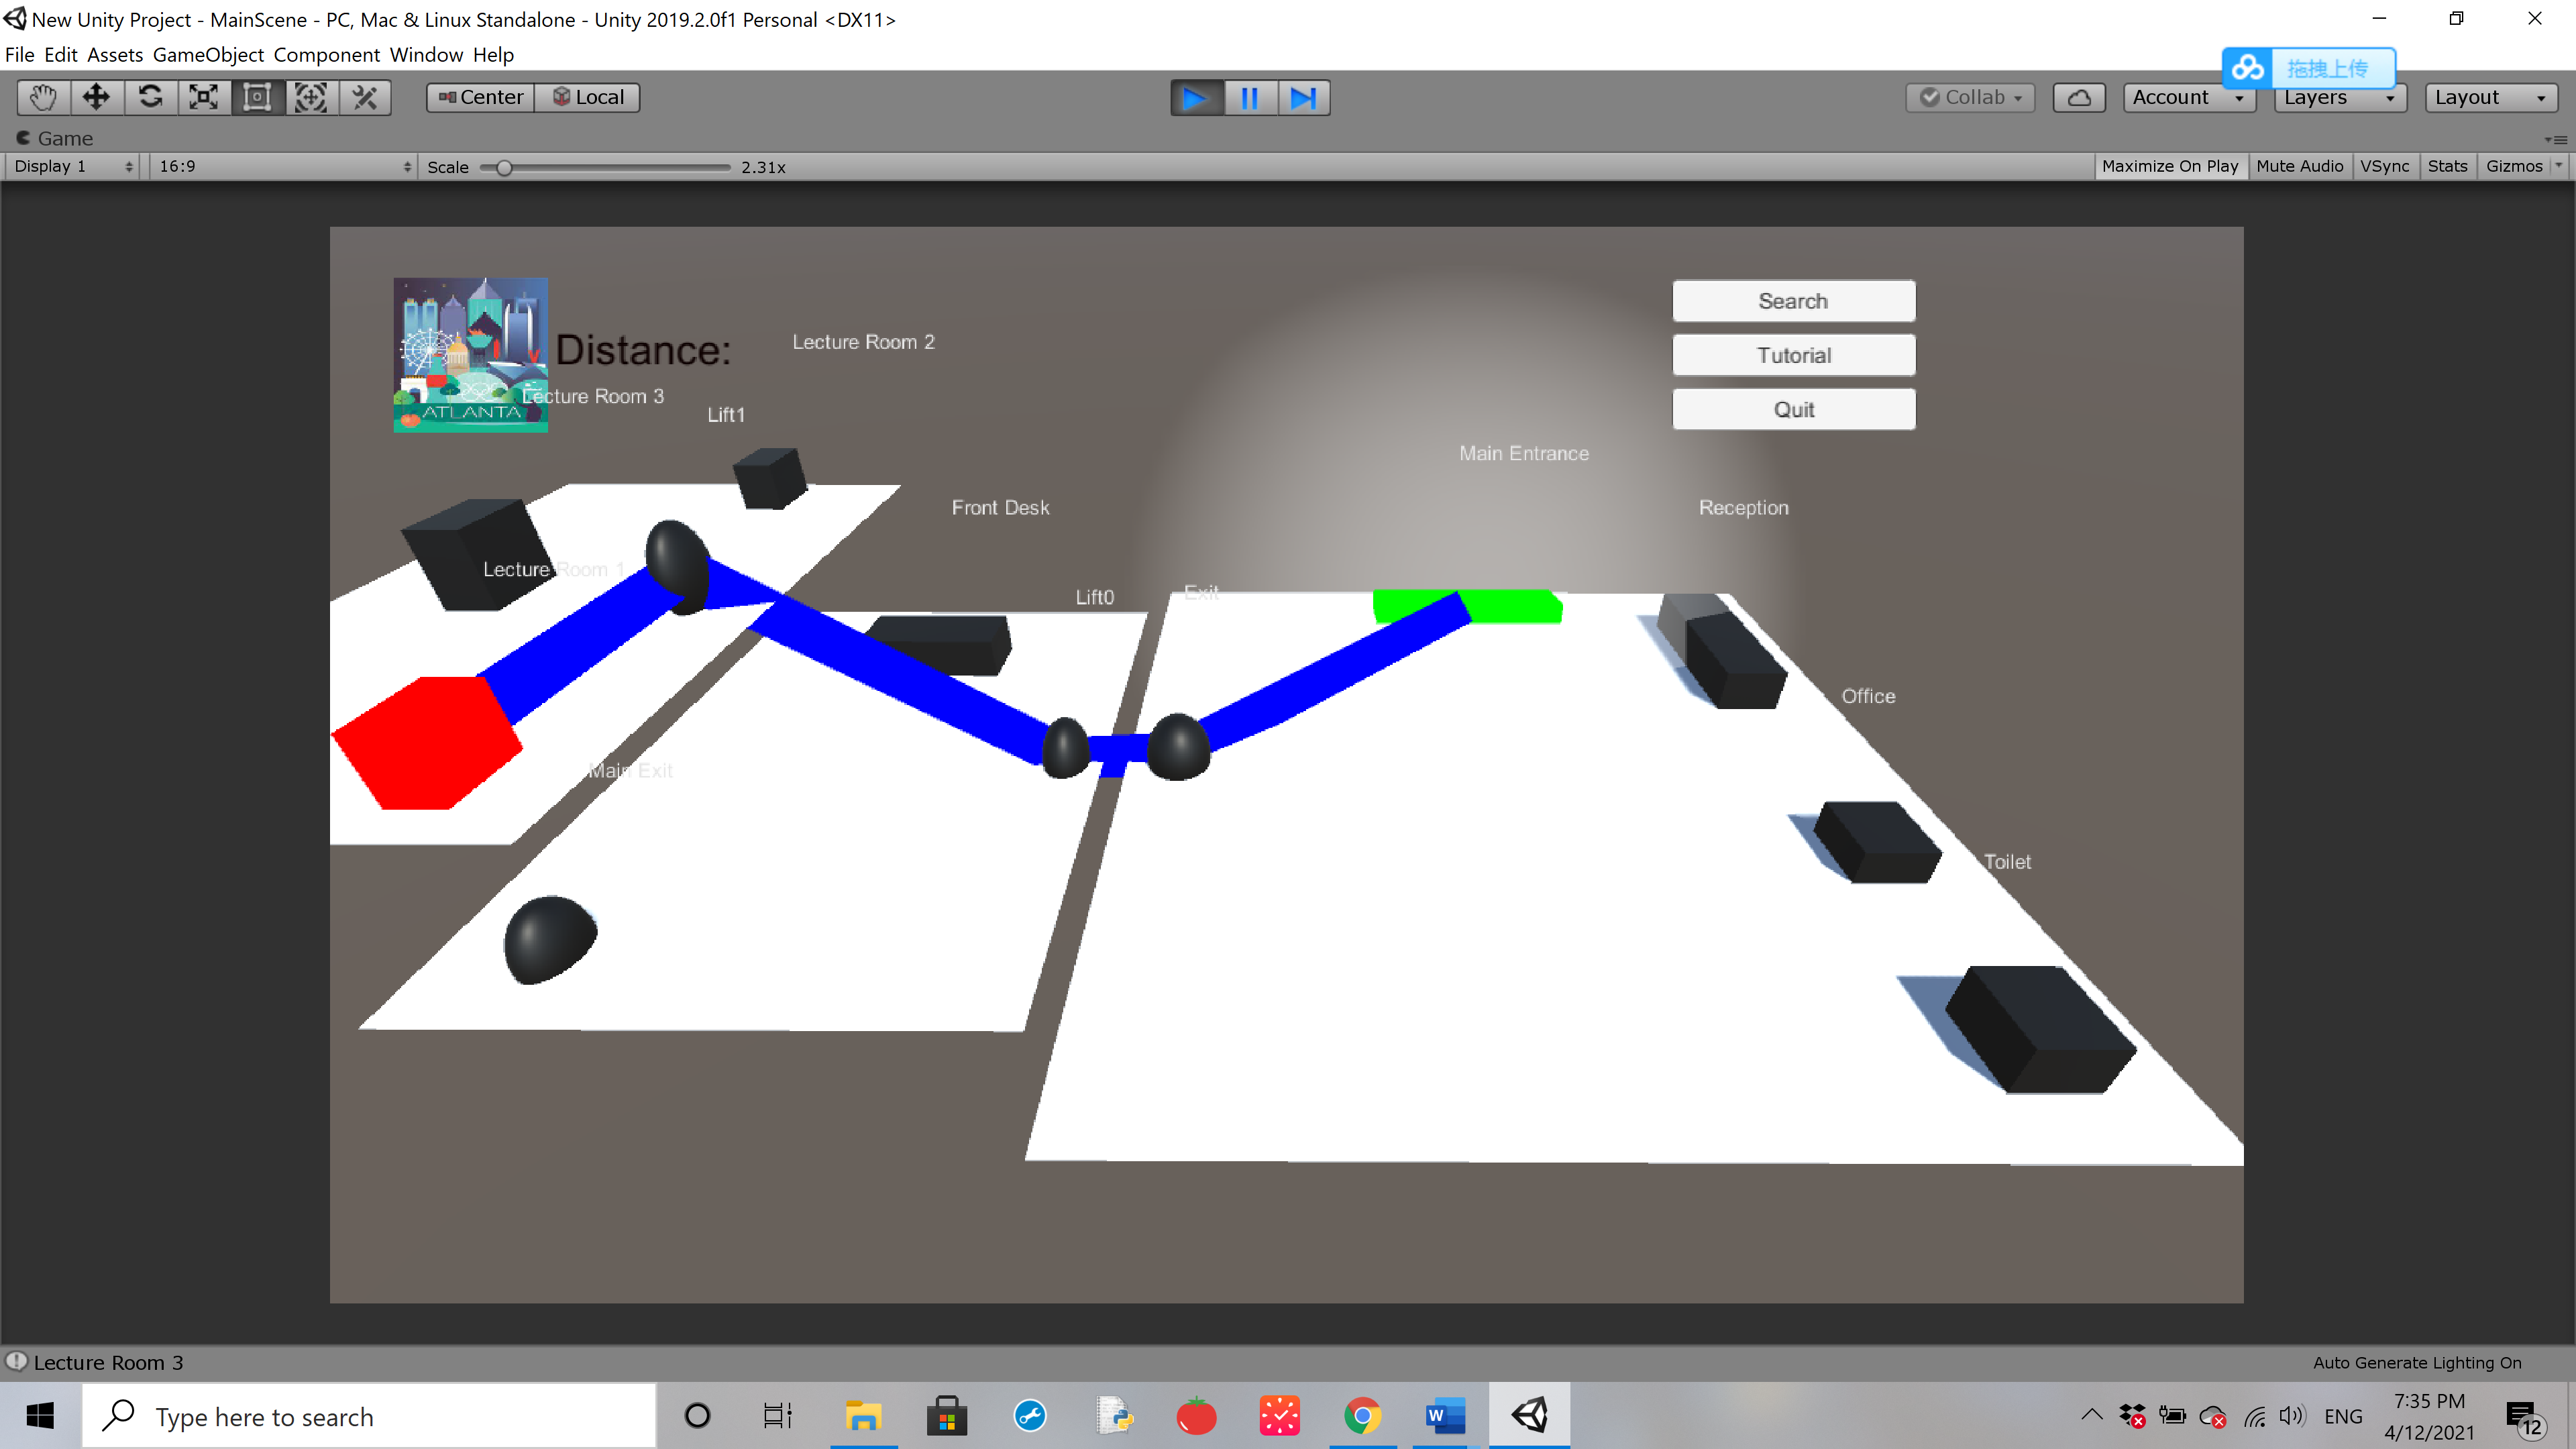 New Unity Project - MainScene - PC, Mac & Linux Standalone - Unity 2019.2.0f1 Personal <DX11>
File Edit Assets GameObject Component Window Help
拖拽上传
Center Local
Collab Account Layers Layout
Game
Display 1 16:9 Scale 2.31x Maximize On Play Mute Audio VSync Stats Gizmos
Search
Distance:
Lecture Room 2
Tutorial
ATLANTA
Lecture Room 3
Lift1
Quit
Main Entrance
Front Desk
Reception
Lecture Room 1
Lift0
Exit
Office
Main Exit
Toilet
Lecture Room 3
Auto Generate Lighting On
Type here to search
W
ENG
7:35 PM
4/12/2021
12